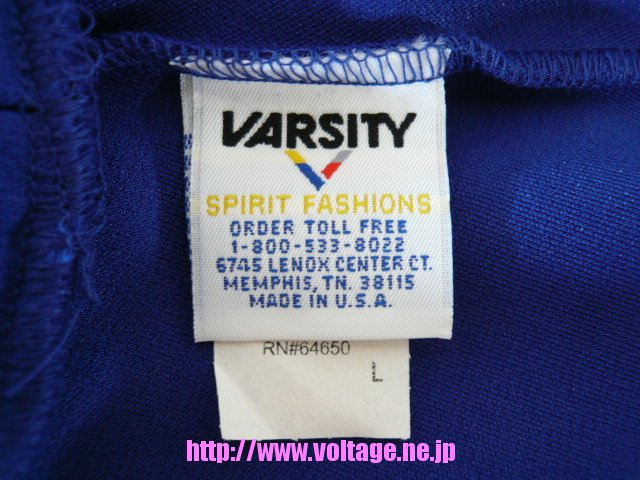 VARSITY
SPIRIT FASHIONS
ORDER TOLL FREE
1-800-533-8022
6745 LENOX CENTER CT.
MEMPHIS, TN. 38115
MADE IN U.S.A.
RN#64650
L
http://www.voltage.ne.jp